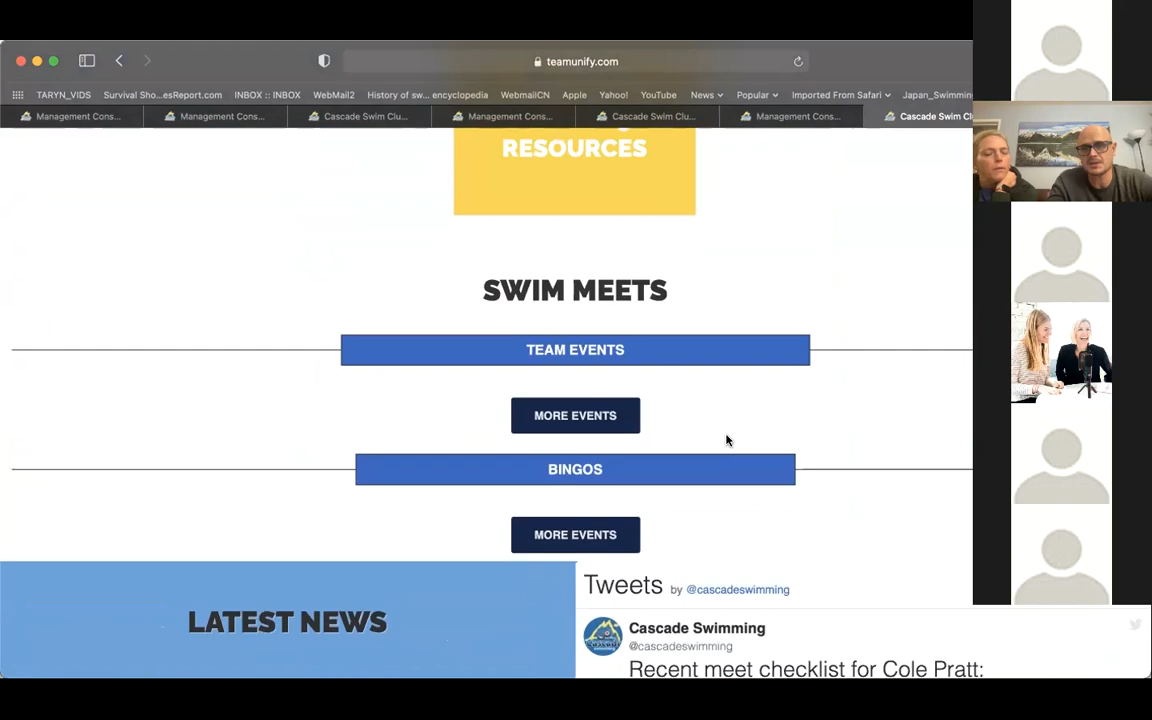 teamunify.com
TARYN_VIDS Survival Sho...esReport.com INBOX :: INBOX WebMail2 History of sw... encyclopedia WebmailCN Apple Yahoo! YouTube News Popular Imported From Safari Japan_Swimming
Management Cons... Management Cons... Cascade Swim Clu... Management Cons... Cascade Swim Clu... Management Cons... Cascade Swim Cl
RESOURCES
SWIM MEETS
TEAM EVENTS
MORE EVENTS
BINGOS
MORE EVENTS
LATEST NEWS
Tweets by @cascadeswimming
Cascade Swimming
@cascadeswimming
Recent meet checklist for Cole Pratt: